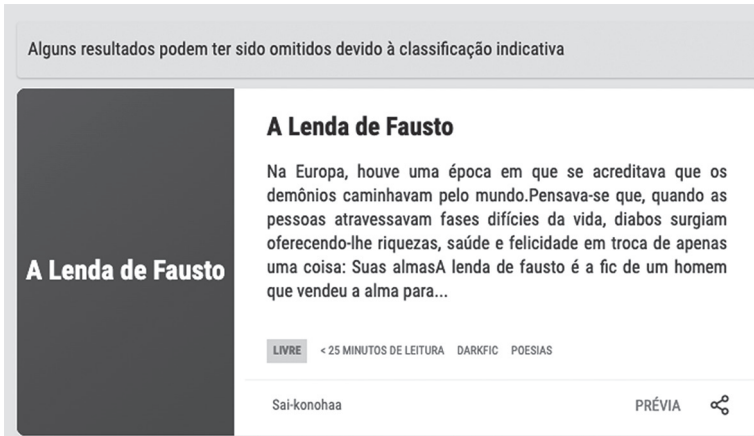 Alguns resultados podem ter sido omitidos devido à classificação indicativa
A Lenda de Fausto
A Lenda de Fausto
Na Europa, houve uma época em que se acreditava que os
demônios caminhavam pelo mundo.Pensava-se que, quando as
pessoas atravessavam fases difícies da vida, diabos surgiam
oferecendo-lhe riquezas, saúde e felicidade em troca de apenas
uma coisa: Suas almasA lenda de fausto é a fic de um homem
que vendeu a alma para...
LIVRE < 25 MINUTOS DE LEITURA DARKFIC POESIAS
Sai-konohaa PRÉVIA